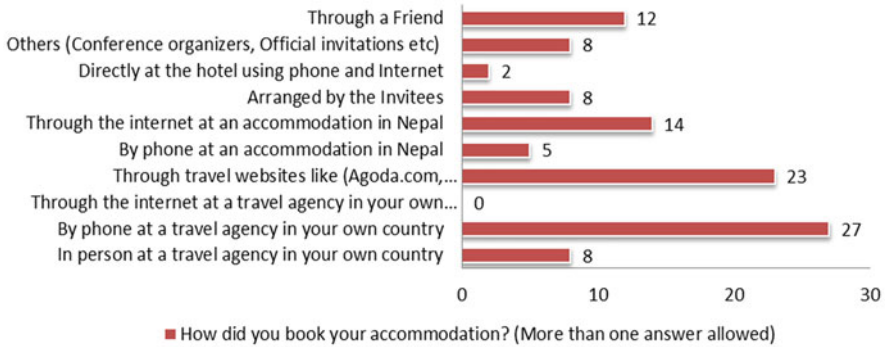 Through a Friend 12
Others (Conference organizers, Official invitations etc) 8
Directly at the hotel using phone and Internet 2
Arranged by the Invitees 8
Through the internet at an accommodation in Nepal 14
By phone at an accommodation in Nepal 5
Through travel websites like (Agoda.com,... 23
Through the internet at a travel agency in your own... 0
By phone at a travel agency in your own country 27
In person at a travel agency in your own country 8
0 10 20 30
How did you book your accommodation? (More than one answer allowed)